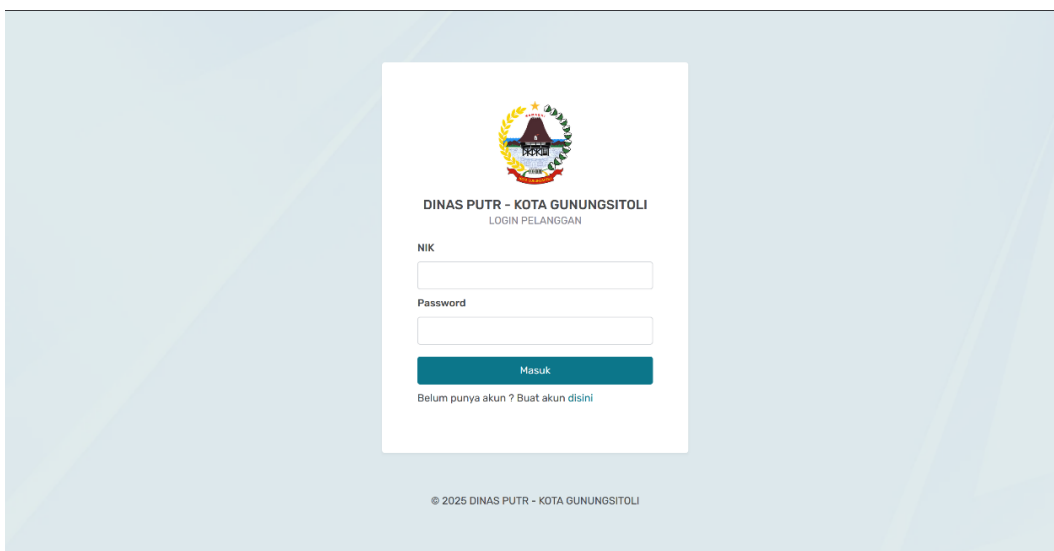 DINAS PUTR - KOTA GUNUNGSITOLI
LOGIN PELANGGAN
NIK
Password
Masuk
Belum punya akun ? Buat akun disini
© 2025 DINAS PUTR - KOTA GUNUNGSITOLI